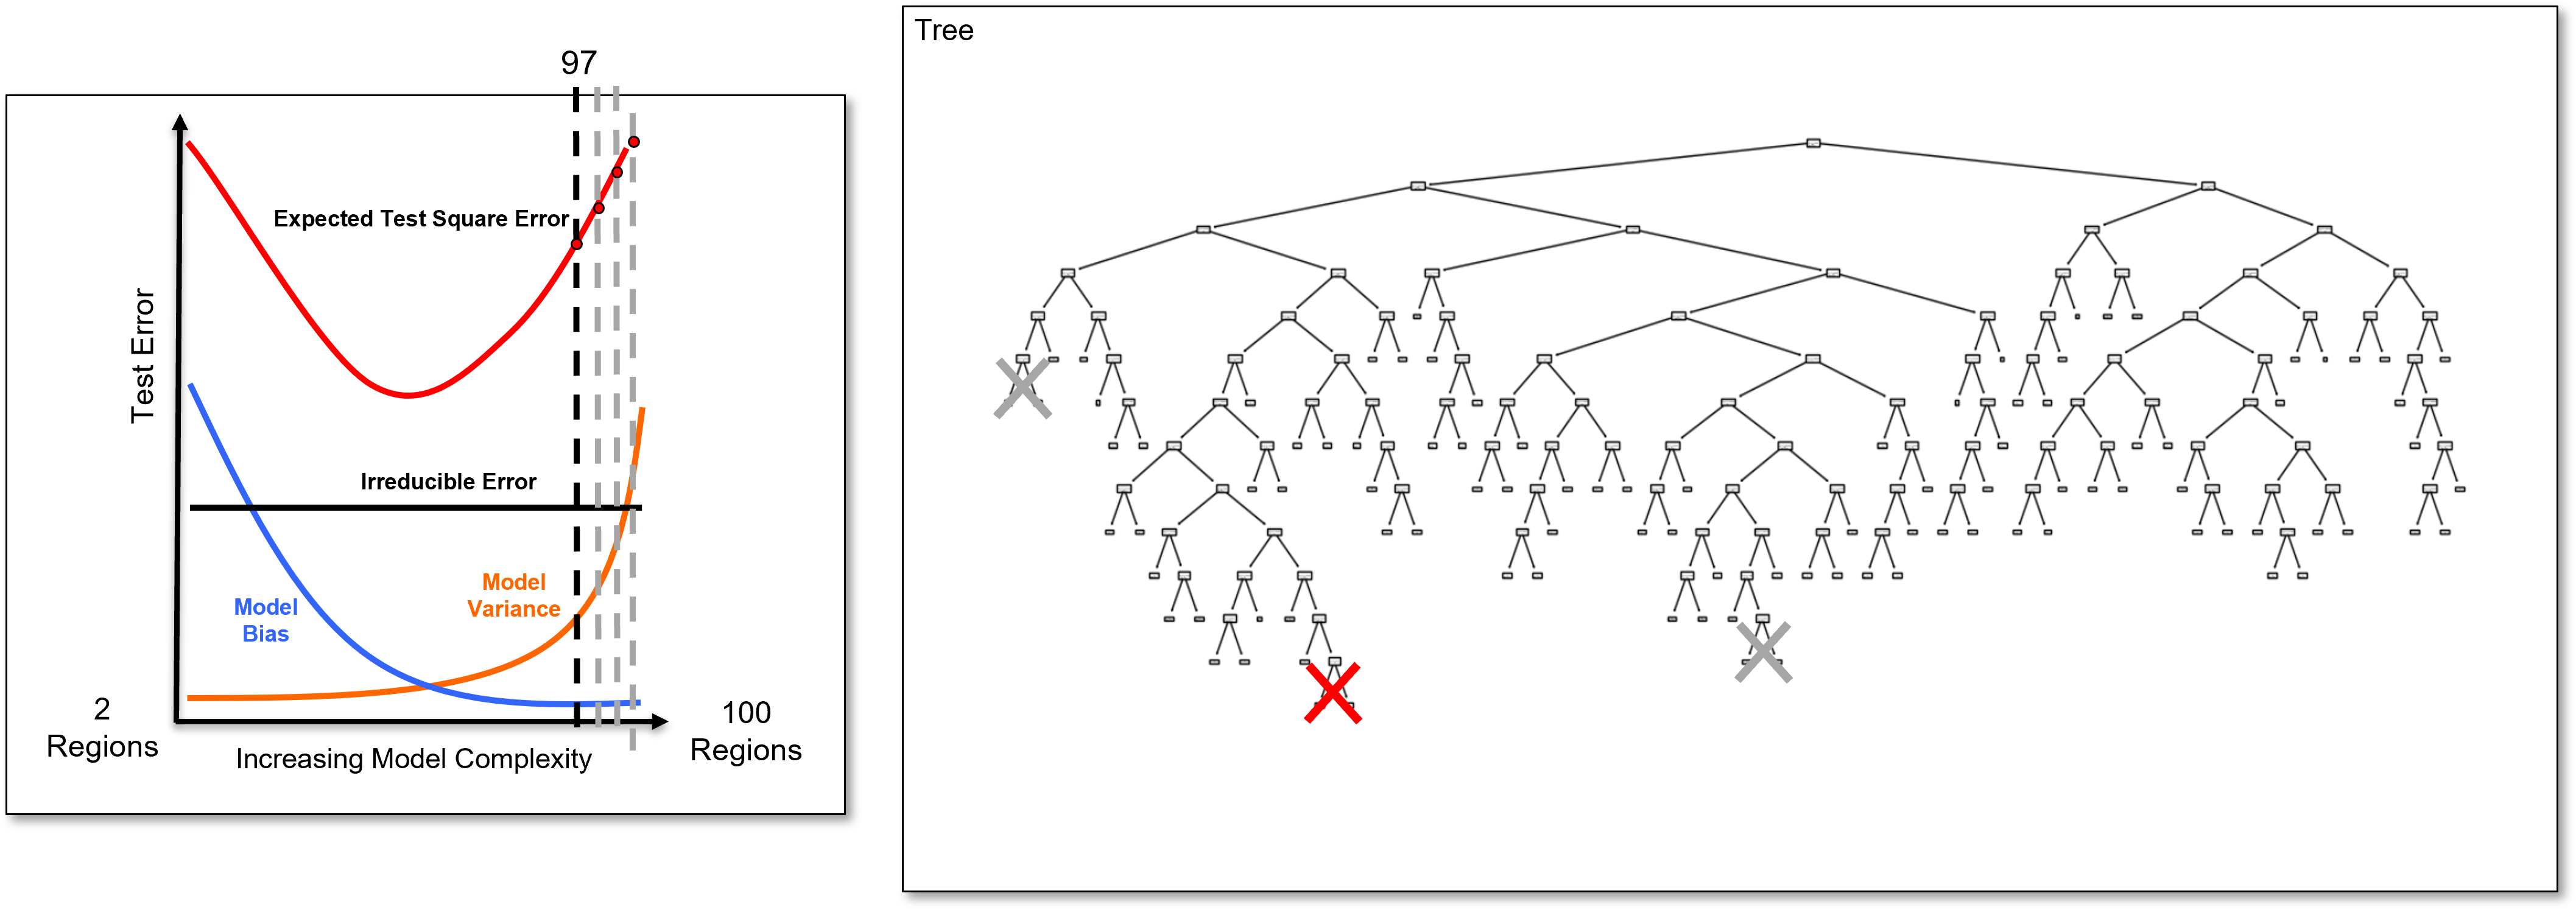 97
Expected Test Square Error
Test Error
Irreducible Error
Model
Variance
Model
Bias
2
Regions
100
Regions
Increasing Model Complexity
Tree